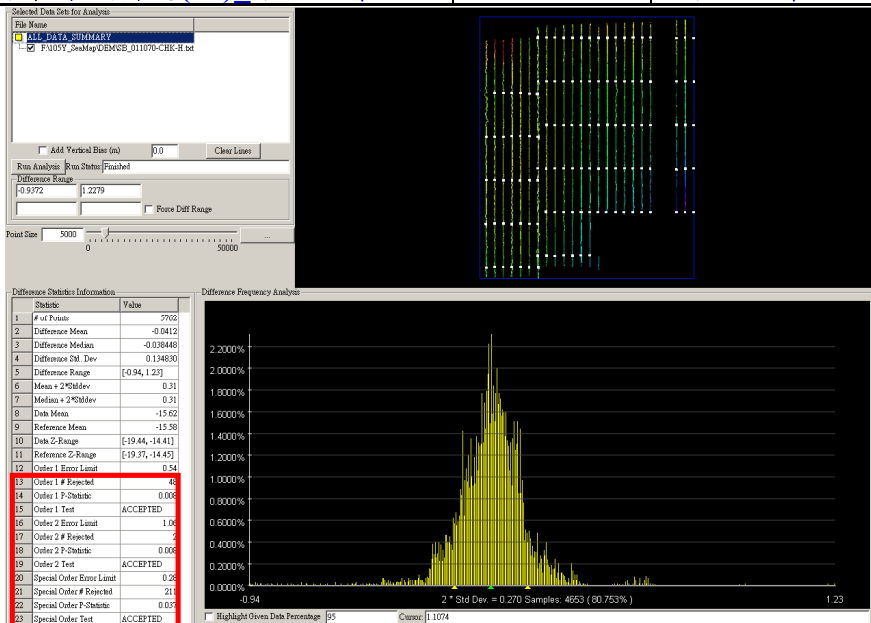 Selected Data Sets for Analysis
File Name
ALL_DATA_SUMMARY
F:\105Y_SeaMap\DEM\SB_011070-CHK-H.txt
Add Vertical Bias (m) 0.0 Clear Lines
Run Analysis Run Status: Finished
Difference Range
-0.9372 1.2279
Force Diff Range
Point Size 5000 ...
0 50000
Difference Statistics Information
Statistic Value
1 # of Points 5762
2 Difference Mean -0.0412
3 Difference Median -0.038448
4 Difference Std. Dev 0.134830
5 Difference Range [-0.94, 1.23]
6 Mean + 2*Stddev 0.31
7 Median + 2*Stddev 0.31
8 Data Mean -15.62
9 Reference Mean -15.58
10 Data Z-Range [-19.44, -14.41]
11 Reference Z-Range [-19.37, -14.45]
12 Order 1 Error Limit 0.54
13 Order 1 # Rejected 48
14 Order 1 P-Statistic 0.008
15 Order 1 Test ACCEPTED
16 Order 2 Error Limit 1.06
17 Order 2 # Rejected 2
18 Order 2 P-Statistic 0.008
19 Order 2 Test ACCEPTED
20 Special Order Error Limit 0.28
21 Special Order # Rejected 211
22 Special Order P-Statistic 0.037
23 Special Order Test ACCEPTED
Difference Frequency Analysis
2.2000%
2.0000%
1.8000%
1.6000%
1.4000%
1.2000%
1.0000%
0.8000%
0.6000%
0.4000%
0.2000%
0.0000%
-0.94 2 * Std Dev. = 0.270 Samples: 4653 ( 80.753% ) 1.23
Highlight Given Data Percentage 95 Cursor: 1.1074